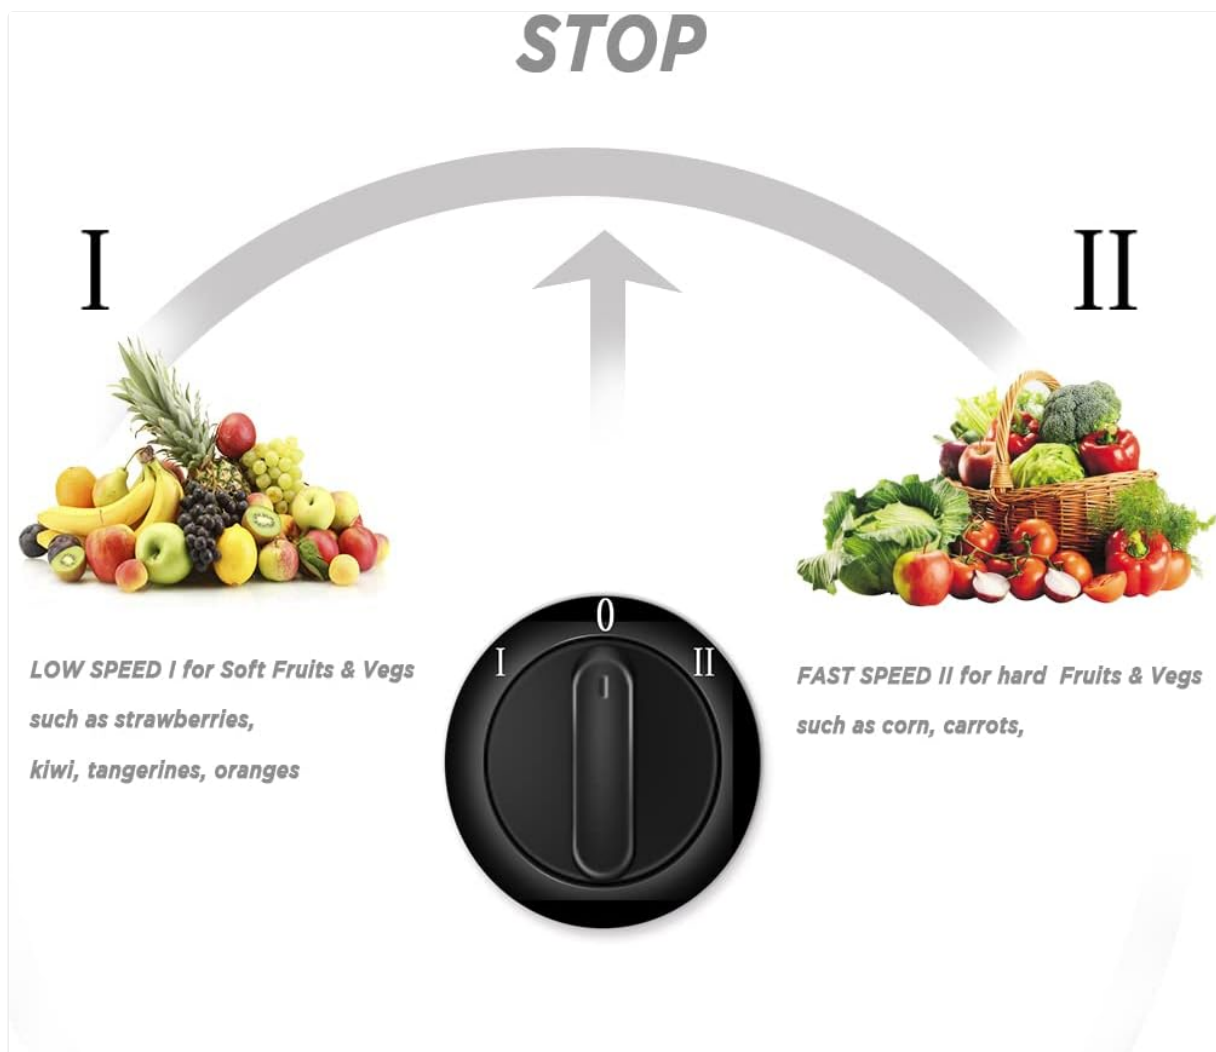 STOP
I
II
LOW SPEED I for Soft Fruits & Vegs
such as strawberries,
kiwi, tangerines, oranges
0
I
II
FAST SPEED II for hard  Fruits & Vegs
such as corn, carrots,